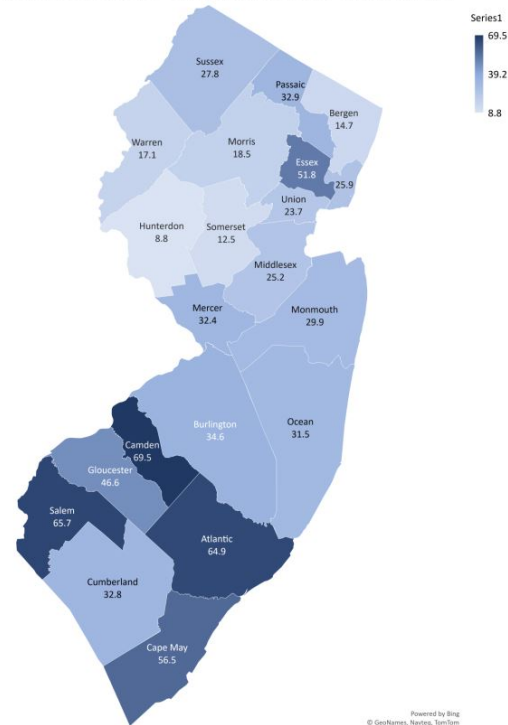 Series1
69.5
39.2
8.8
Sussex
27.8
Passaic
32.9
Bergen
14.7
Warren
17.1
Morris
18.5
Essex
51.8
25.9
Union
23.7
Hunterdon
8.8
Somerset
12.5
Middlesex
25.2
Mercer
32.4
Monmouth
29.9
Burlington
34.6
Ocean
31.5
Camden
69.5
Gloucester
46.6
Salem
65.7
Atlantic
64.9
Cumberland
32.8
Cape May
56.5
Powered by Bing
© GeoNames, Navteq, TomTom